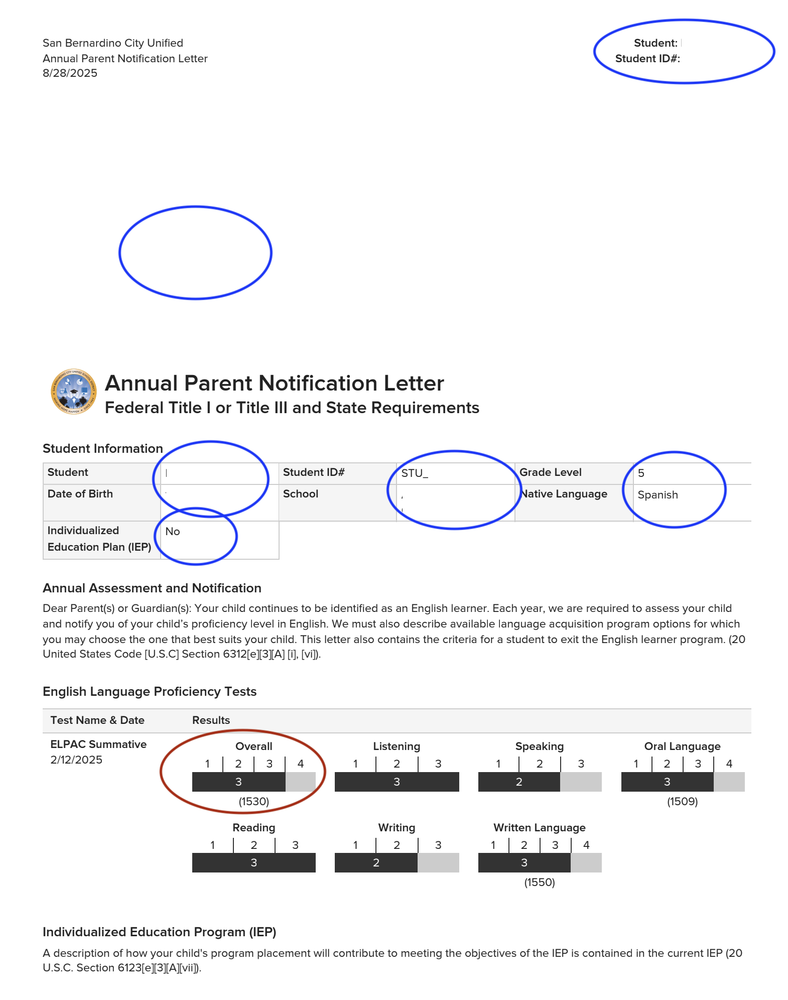 San Bernardino City Unified
Annual Parent Notification Letter
8/28/2025
Student:
Student ID#:
SAN BERNARDINO CITY UNIFIED SCHOOL DISTRICT
MAKING HOPE HAPPEN
SINCE 1964
Annual Parent Notification Letter
Federal Title I or Title III and State Requirements
Student Information
Student Student ID# STU_ Grade Level 5
Date of Birth School Native Language Spanish
Individualized No
Education Plan (IEP)
Annual Assessment and Notification
Dear Parent(s) or Guardian(s): Your child continues to be identified as an English learner. Each year, we are required to assess your child
and notify you of your child’s proficiency level in English. We must also describe available language acquisition program options for which
you may choose the one that best suits your child. This letter also contains the criteria for a student to exit the English learner program. (20
United States Code [U.S.C] Section 6312[e][3][A] [i], [vi]).
English Language Proficiency Tests
Test Name & Date Results
ELPAC Summative
2/12/2025
Overall Listening Speaking Oral Language
1 2 3 4 1 2 3 1 2 3 1 2 3 4
3 3 2 3
(1530) (1509)
Reading Writing Written Language
1 2 3 1 2 3 1 2 3 4
3 2 3
(1550)
Individualized Education Program (IEP)
A description of how your child's program placement will contribute to meeting the objectives of the IEP is contained in the current IEP (20
U.S.C. Section 6123[e][3][A][vii]).